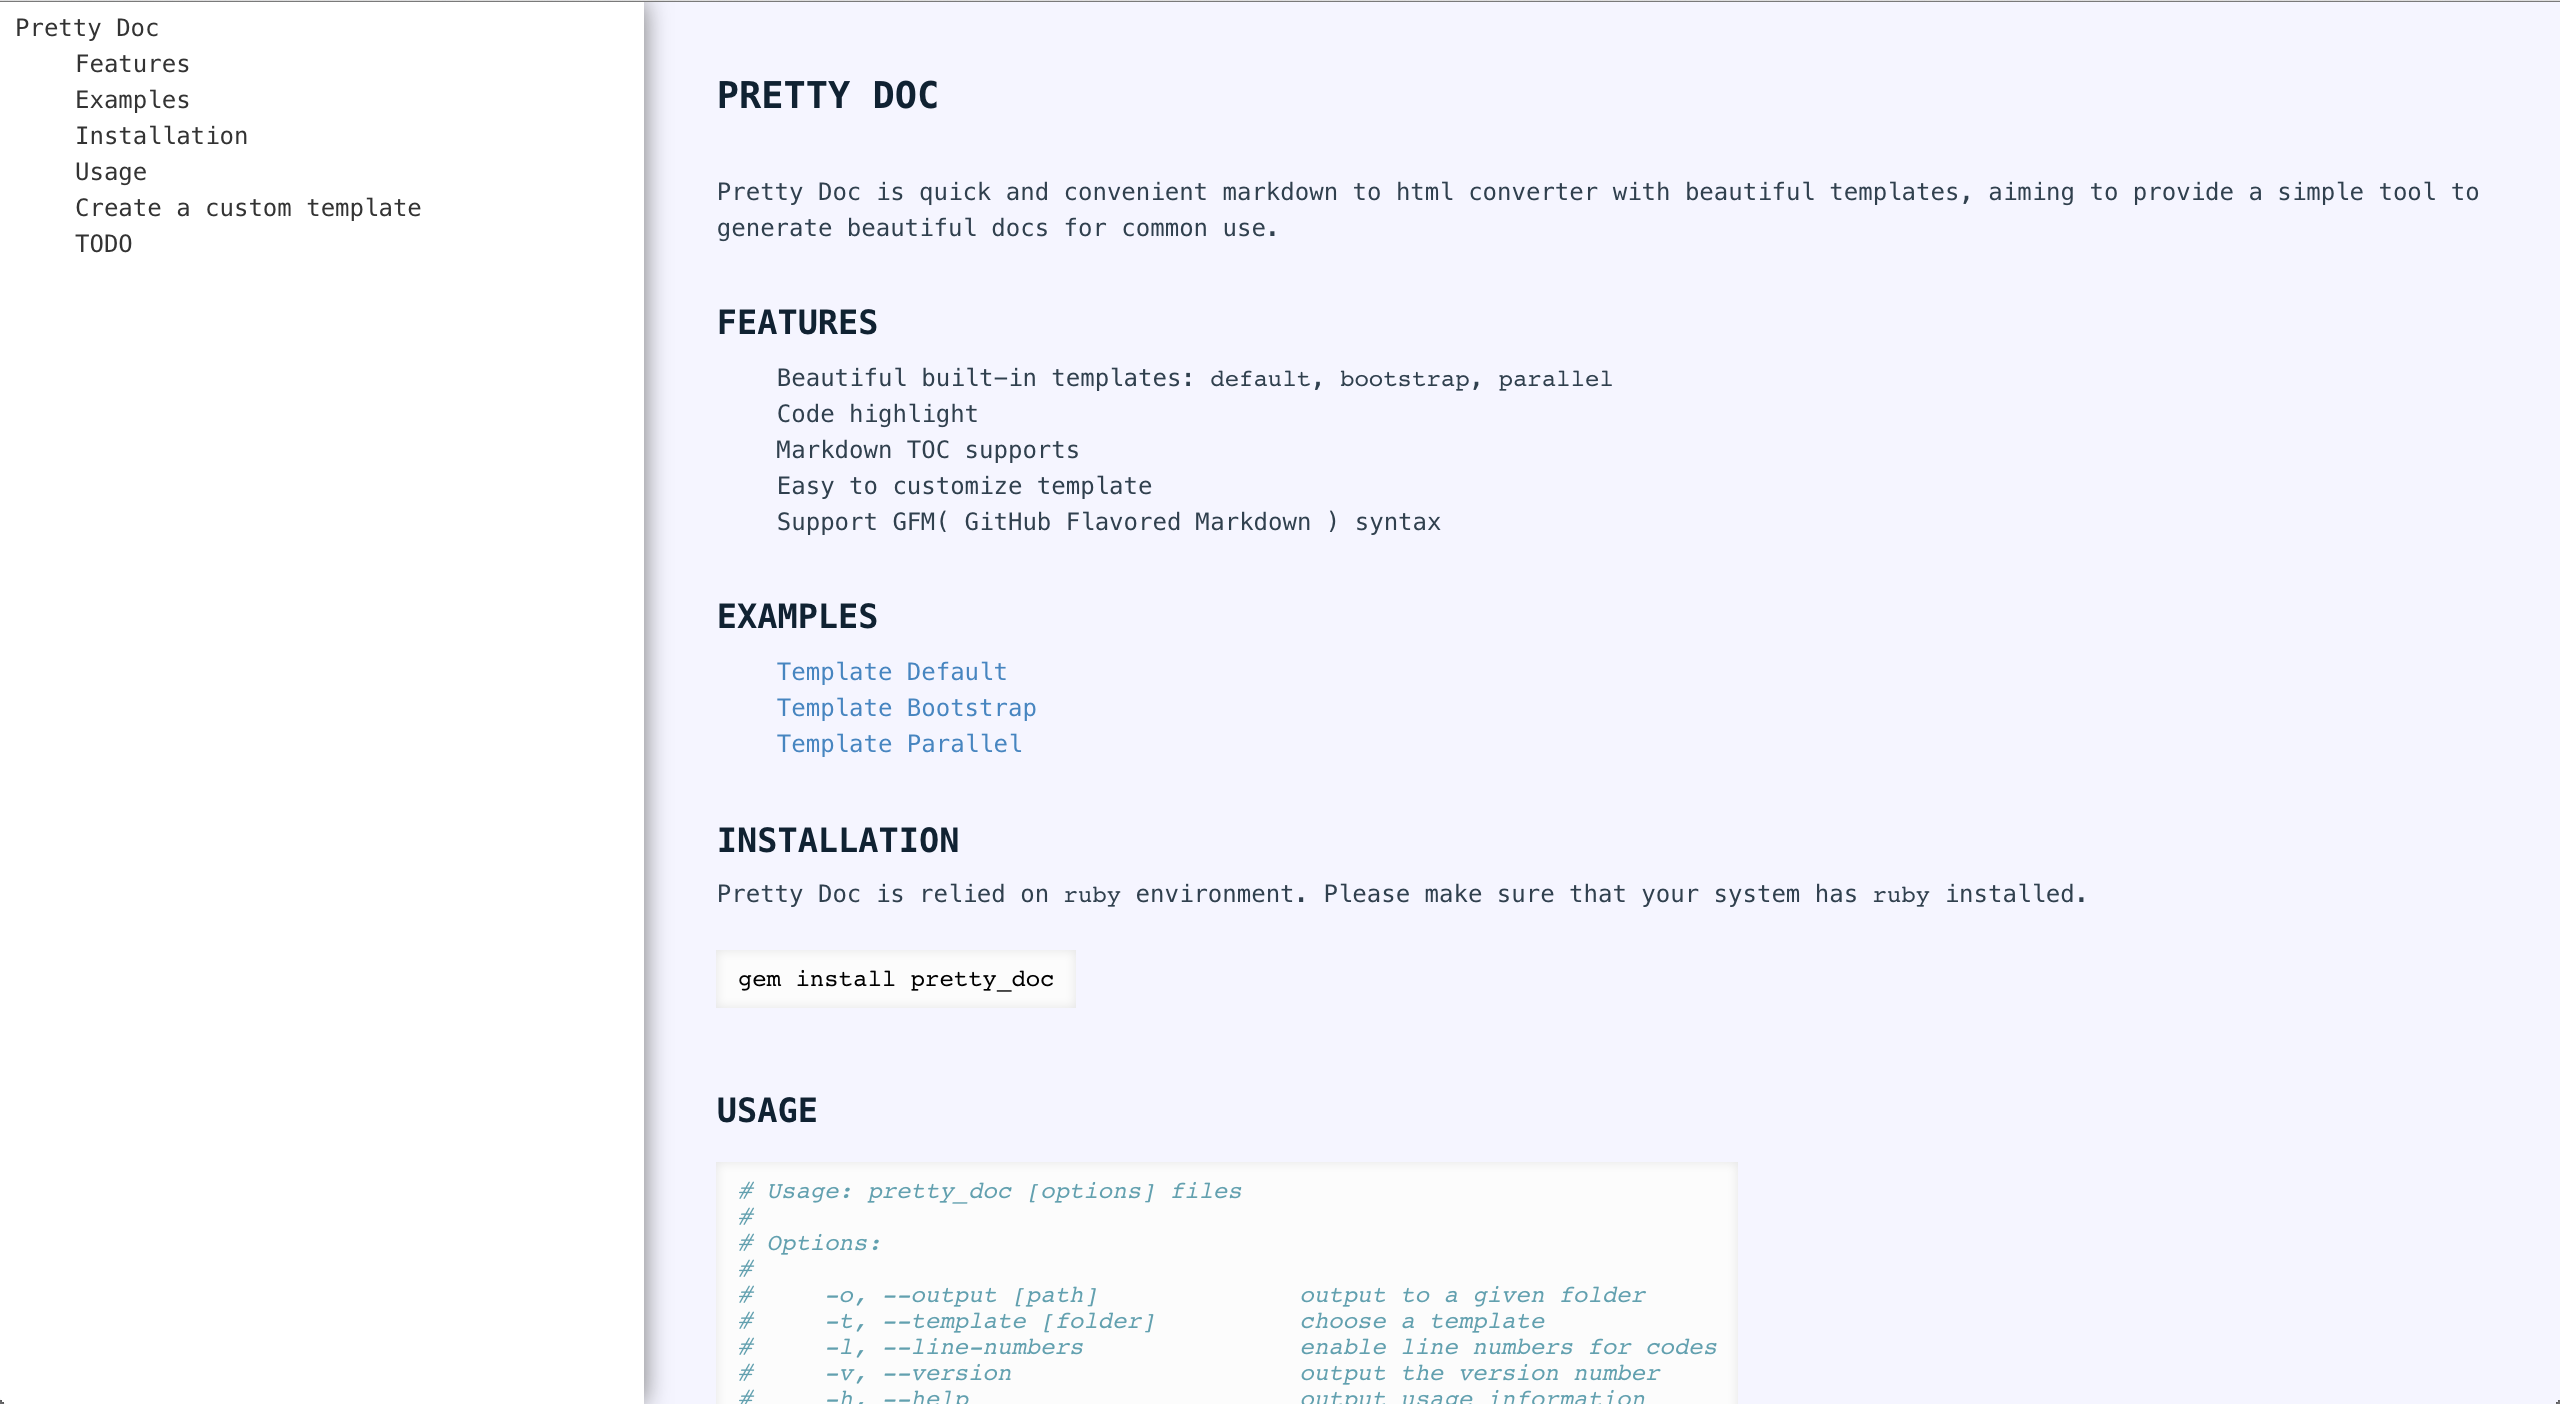 Pretty Doc
Features
Examples
Installation
Usage
Create a custom template
TODO
PRETTY DOC
Pretty Doc is quick and convenient markdown to html converter with beautiful templates, aiming to provide a simple tool to
generate beautiful docs for common use.
FEATURES
Beautiful built-in templates: default, bootstrap, parallel
Code highlight
Markdown TOC supports
Easy to customize template
Support GFM( GitHub Flavored Markdown ) syntax
EXAMPLES
Template Default
Template Bootstrap
Template Parallel
INSTALLATION
Pretty Doc is relied on ruby environment. Please make sure that your system has ruby installed.
gem install pretty_doc
USAGE
# Usage: pretty_doc [options] files
#
# Options:
#
#     -o, --output [path]              output to a given folder
#     -t, --template [folder]          choose a template
#     -l, --line-numbers               enable line numbers for codes
#     -v, --version                    output the version number
#     -h, --help                       output usage information